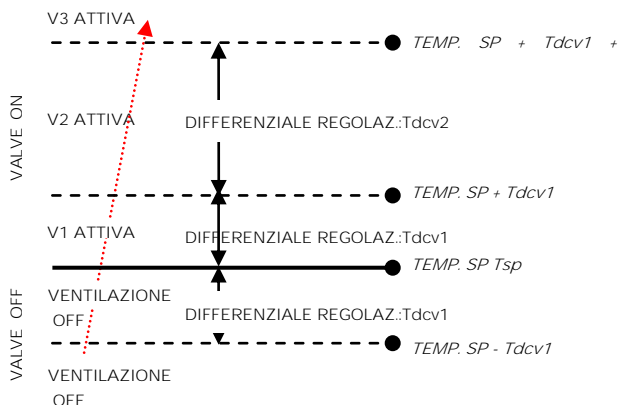 V3 ATTIVA
TEMP. SP + Tdcv1 +
VALVE ON
V2 ATTIVA
DIFFERENZIALE REGOLAZ.:Tdcv2
TEMP. SP + Tdcv1
V1 ATTIVA
DIFFERENZIALE REGOLAZ.:Tdcv1
TEMP. SP Tsp
VALVE OFF
VENTILAZIONE
OFF
DIFFERENZIALE REGOLAZ.:Tdcv1
TEMP. SP - Tdcv1
VENTILAZIONE
OFF